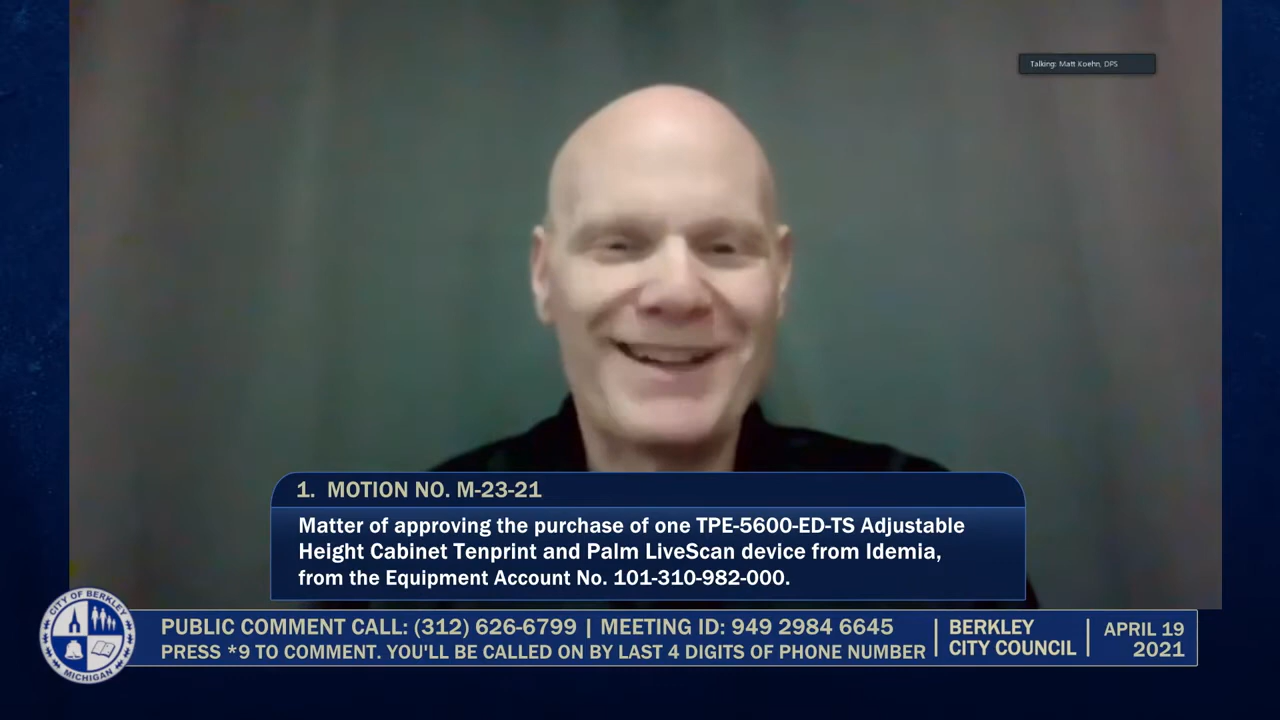 Talking: Matt Koehn, DPS
1. MOTION NO. M-23-21
Matter of approving the purchase of one TPE-5600-ED-TS Adjustable
Height Cabinet Tenprint and Palm LiveScan device from Idemia,
from the Equipment Account No. 101-310-982-000.
CITY OF BERKLEY
MICHIGAN
PUBLIC COMMENT CALL: (312) 626-6799 | MEETING ID: 949 2984 6645
PRESS *9 TO COMMENT. YOU'LL BE CALLED ON BY LAST 4 DIGITS OF PHONE NUMBER
BERKLEY
CITY COUNCIL
APRIL 19
2021